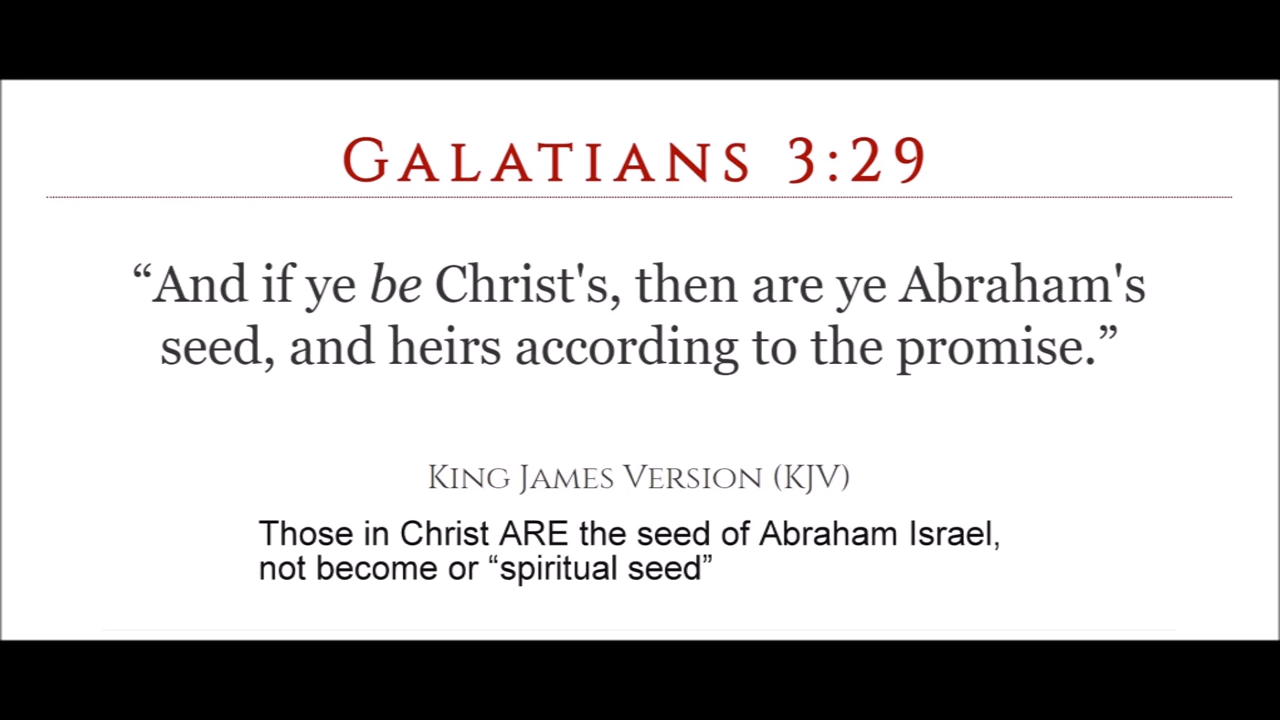 GALATIANS 3:29
“And if ye be Christ's, then are ye Abraham's
seed, and heirs according to the promise.”
KING JAMES VERSION (KJV)
Those in Christ ARE the seed of Abraham Israel,
not become or “spiritual seed”